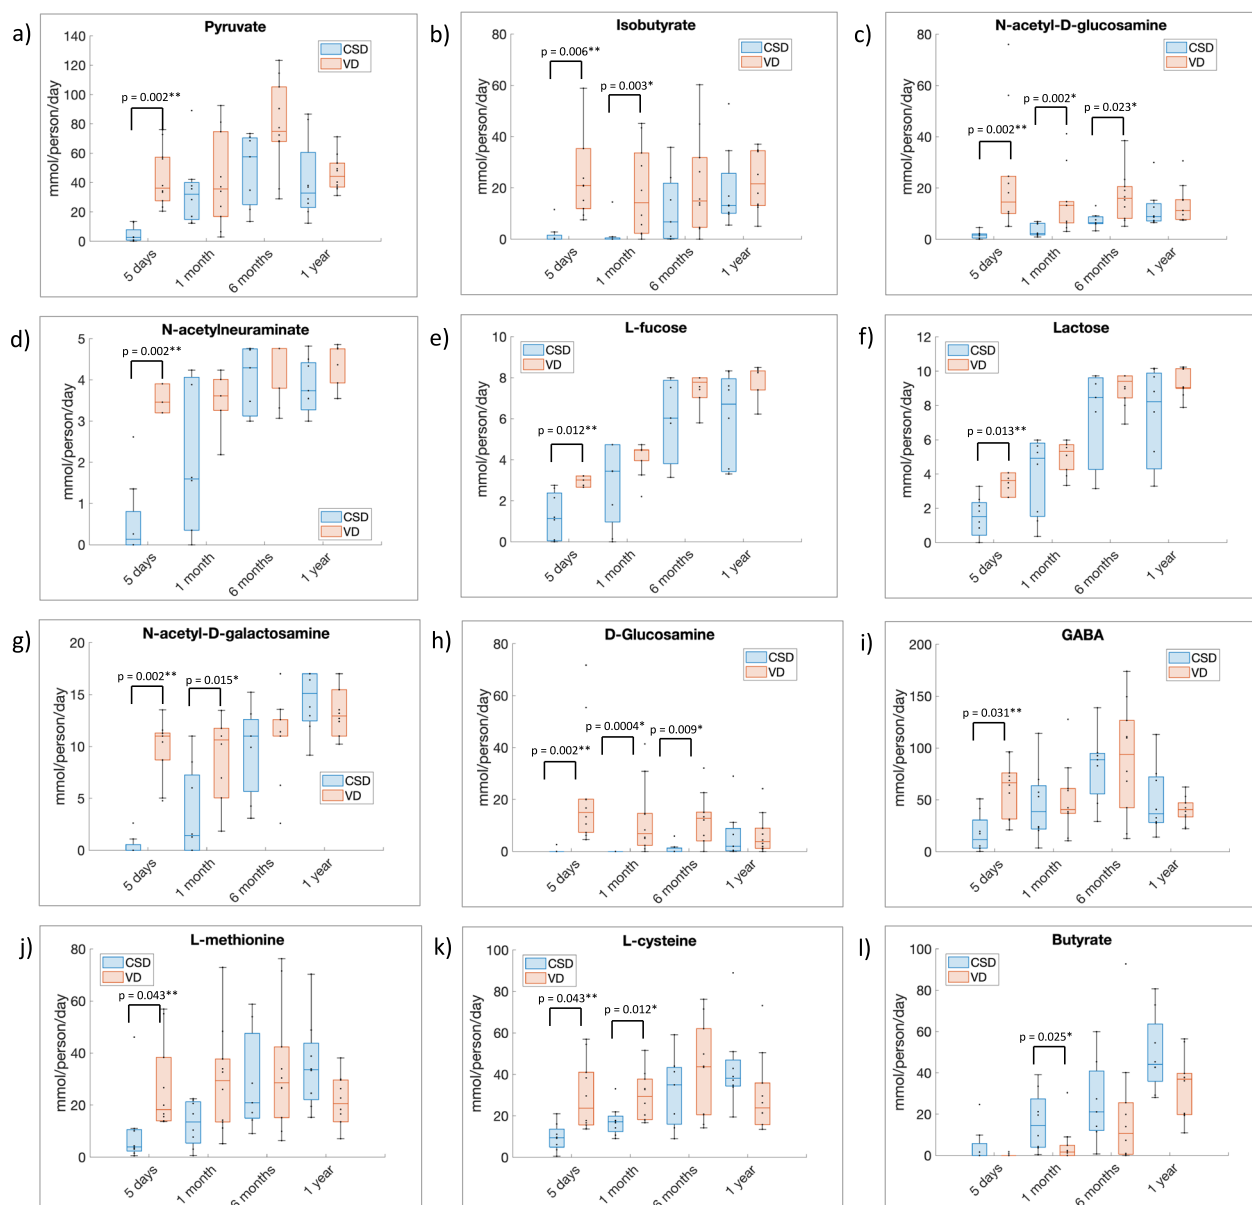 a)
Pyruvate
mmol/person/day
140
120
100
80
60
40
20
0
CSD
VD
p = 0.002**
5 days
1 month
6 months
1 year
b)
Isobutyrate
mmol/person/day
80
60
40
20
0
CSD
VD
p = 0.006**
p = 0.003*
5 days
1 month
6 months
1 year
c)
N-acetyl-D-glucosamine
mmol/person/day
80
60
40
20
0
CSD
VD
p = 0.002**
p = 0.002*
p = 0.023*
5 days
1 month
6 months
1 year
d)
N-acetylneuraminate
mmol/person/day
5
4
3
2
1
0
p = 0.002**
CSD
VD
5 days
1 month
6 months
1 year
e)
L-fucose
mmol/person/day
10
8
6
4
2
0
CSD
VD
p = 0.012**
5 days
1 month
6 months
1 year
f)
Lactose
mmol/person/day
12
10
8
6
4
2
0
CSD
VD
p = 0.013**
5 days
1 month
6 months
1 year
g)
N-acetyl-D-galactosamine
mmol/person/day
20
15
10
5
0
p = 0.002**
p = 0.015*
CSD
VD
5 days
1 month
6 months
1 year
h)
D-Glucosamine
mmol/person/day
80
60
40
20
0
CSD
VD
p = 0.002**
p = 0.0004*
p = 0.009*
5 days
1 month
6 months
1 year
i)
GABA
mmol/person/day
200
150
100
50
0
CSD
VD
p = 0.031**
5 days
1 month
6 months
1 year
j)
L-methionine
mmol/person/day
80
60
40
20
0
CSD
VD
p = 0.043**
5 days
1 month
6 months
1 year
k)
L-cysteine
mmol/person/day
100
80
60
40
20
0
CSD
VD
p = 0.043**
p = 0.012*
5 days
1 month
6 months
1 year
l)
Butyrate
mmol/person/day
100
80
60
40
20
0
CSD
VD
p = 0.025*
5 days
1 month
6 months
1 year